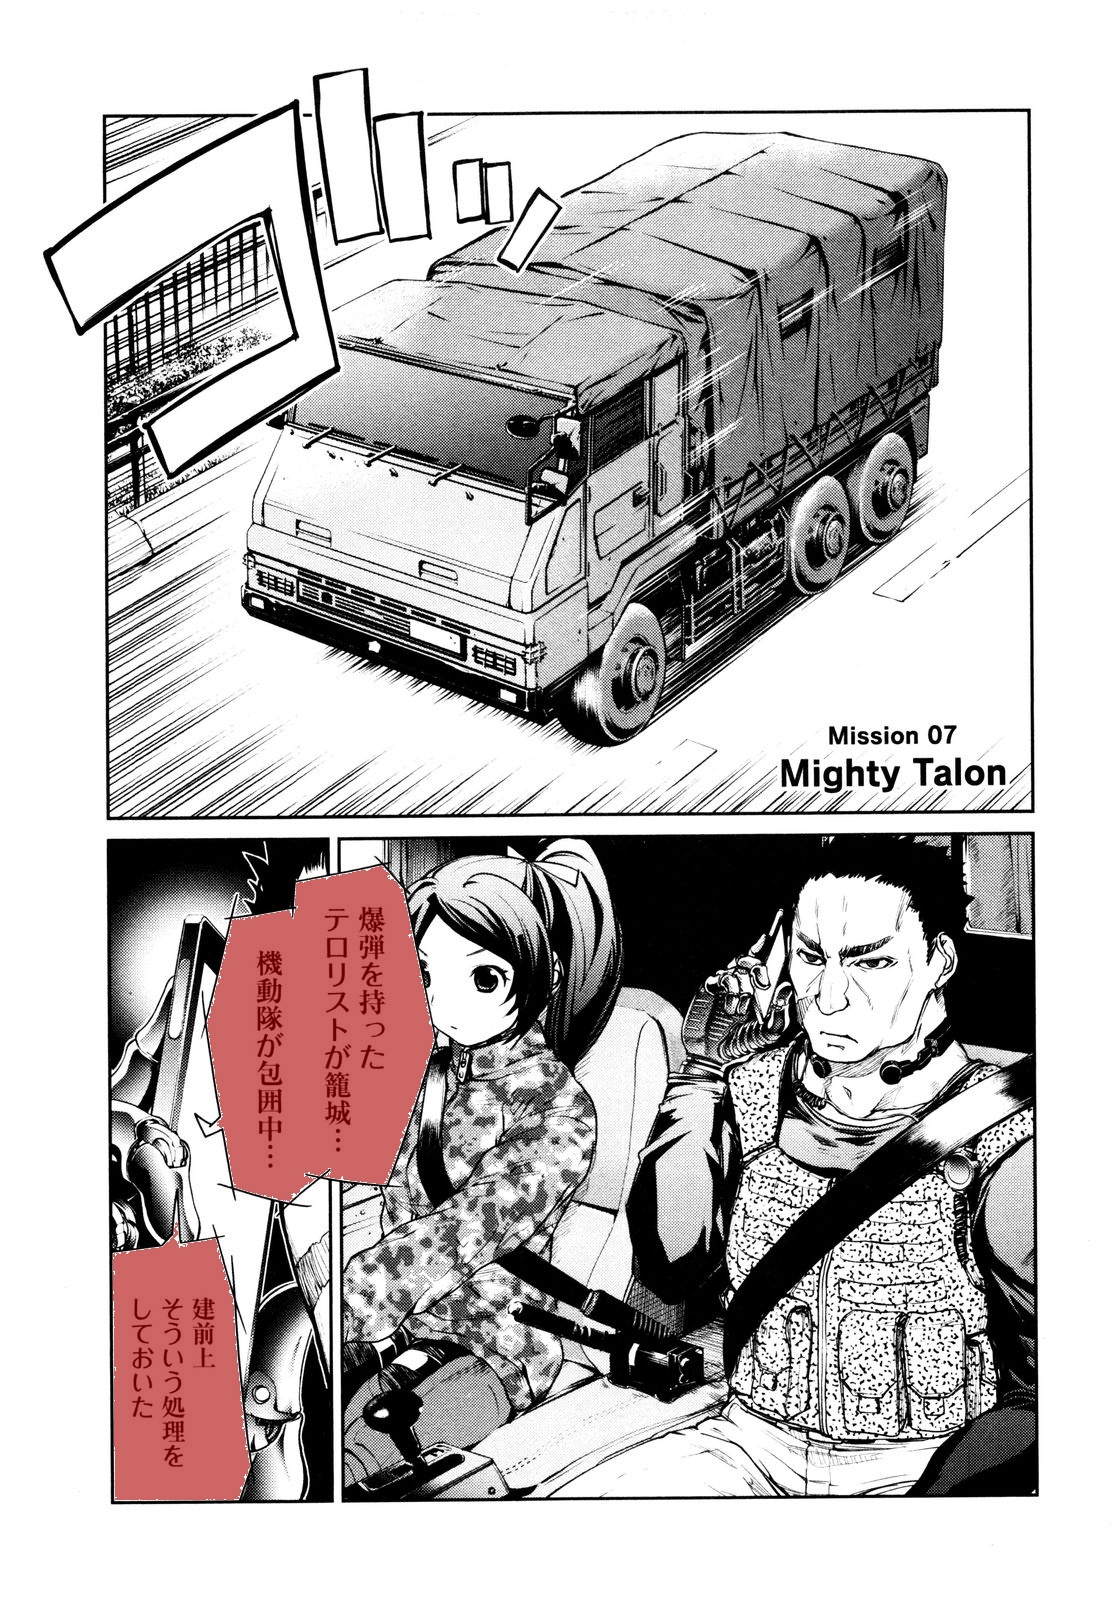 Mission 07
Mighty Talon
爆弾を持った
テロリストが籠城…
機動隊が包囲中…
建前上
そういう処理を
しておいた